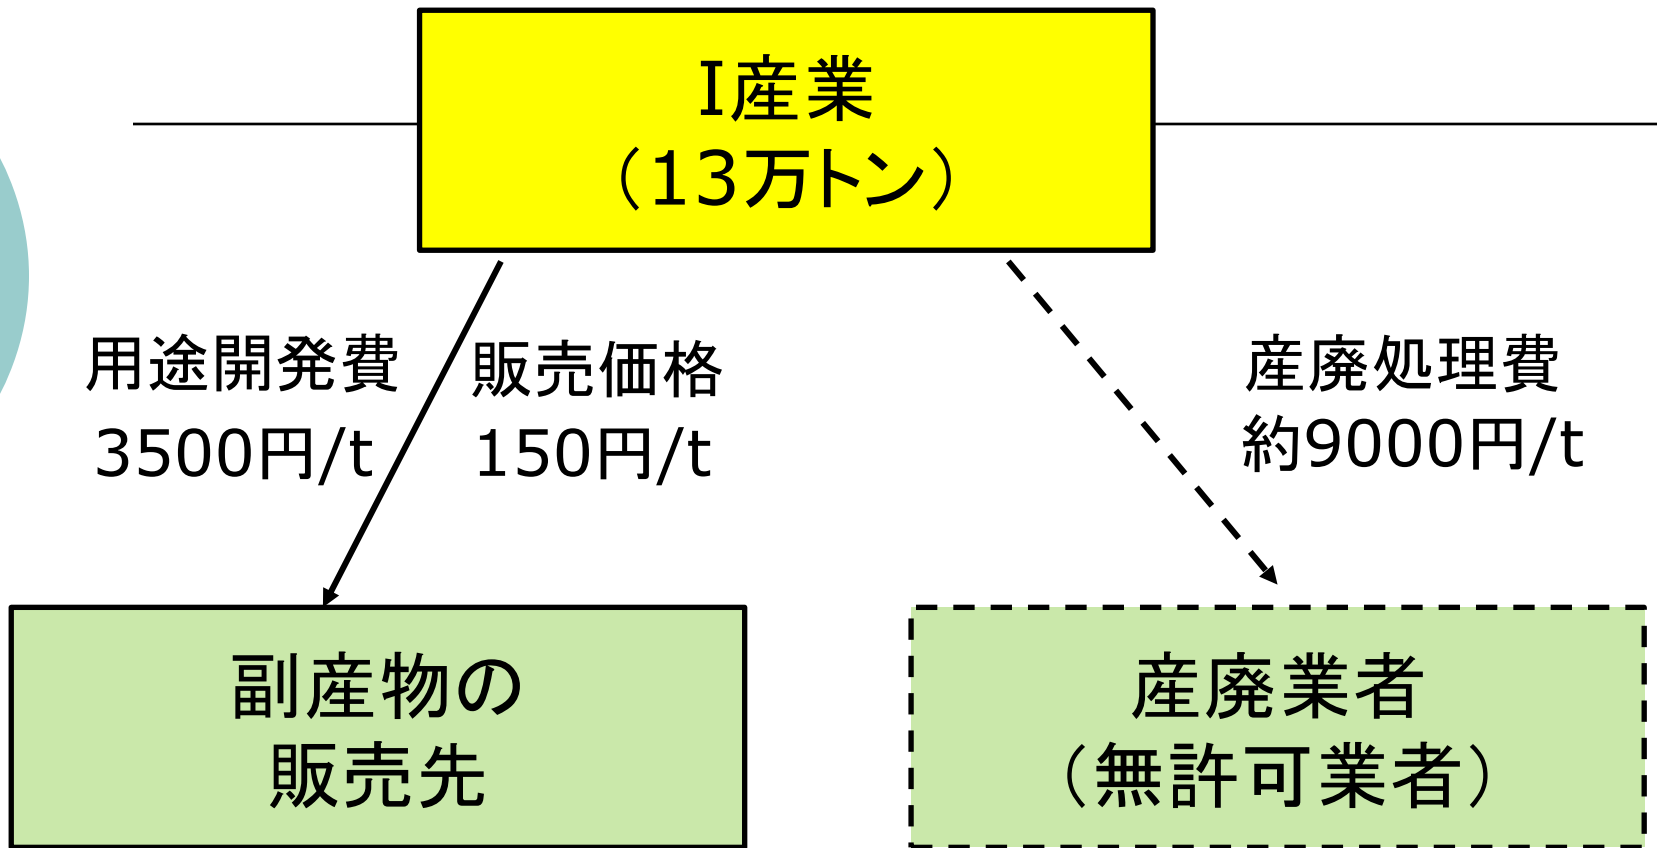 I産業
（13万トン）
用途開発費
3500円/t
販売価格
150円/t
産廃処理費
約9000円/t
副産物の
販売先
産廃業者
（無許可業者）